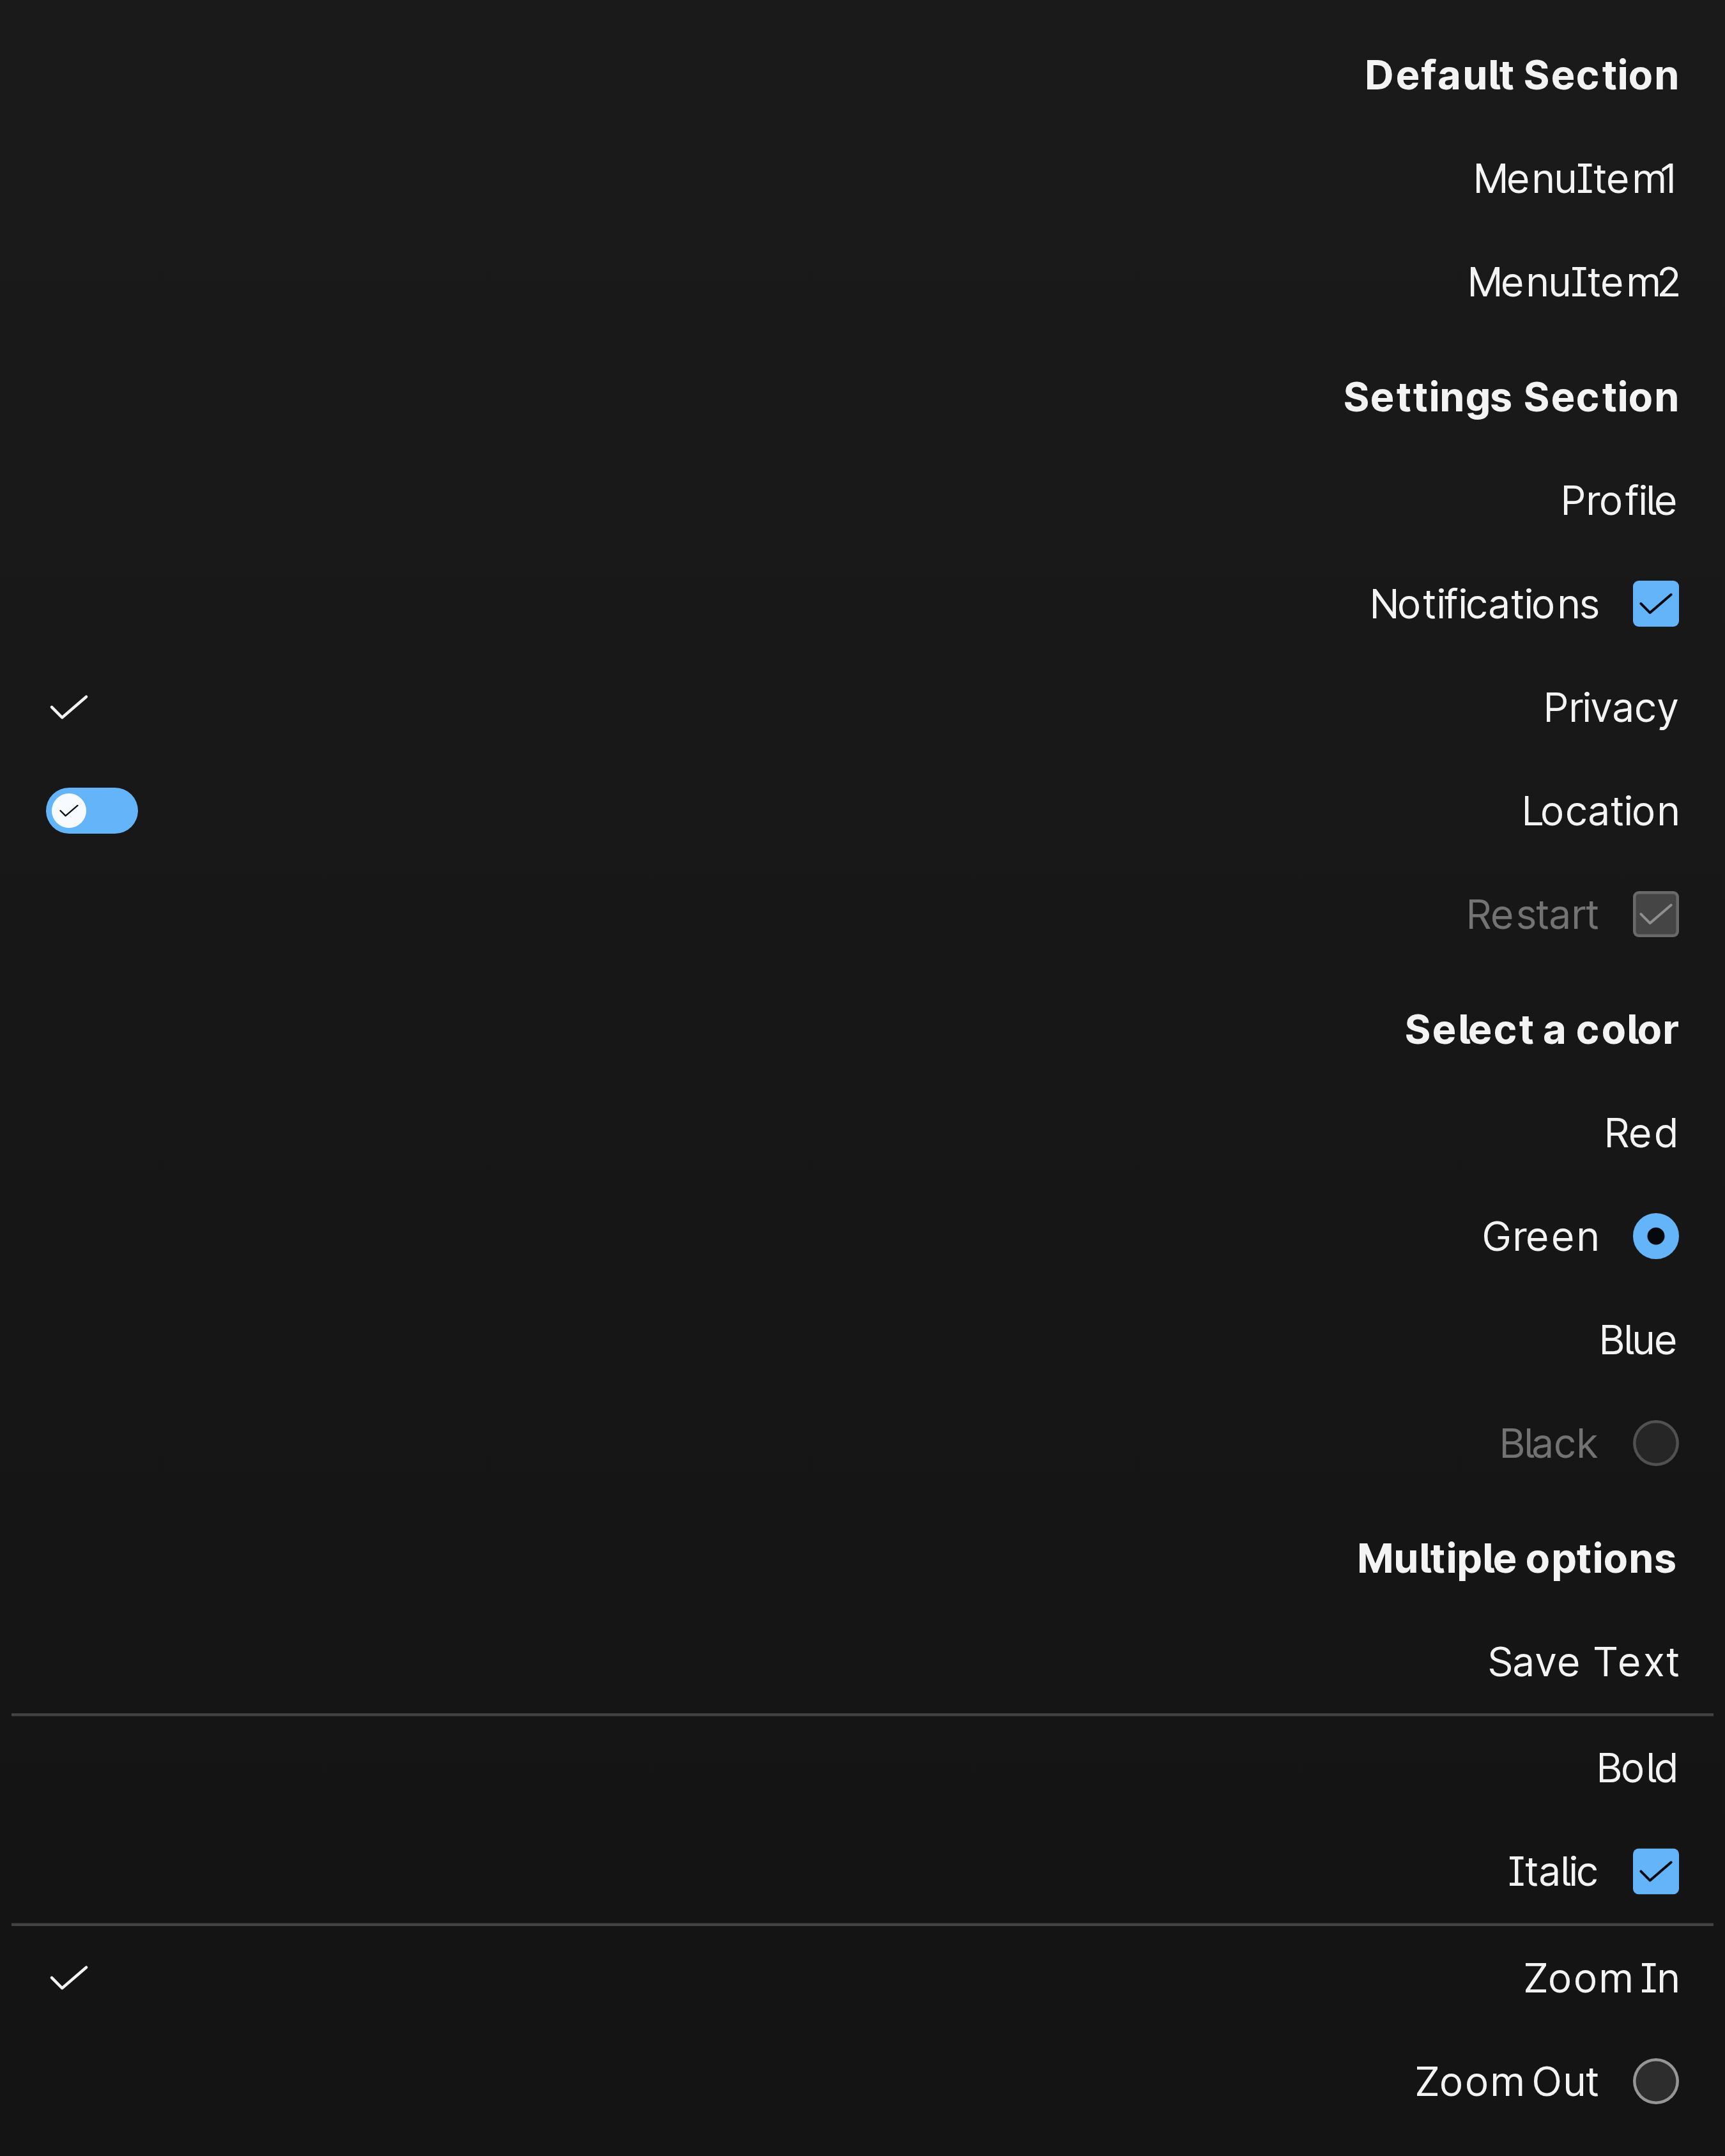 Default Section
MenuItem1
MenuItem2
Settings Section
Profile
Notifications
Privacy
Location
Restart
Select a color
Red
Green
Blue
Black
Multiple options
Save Text
Bold
Italic
Zoom In
Zoom Out